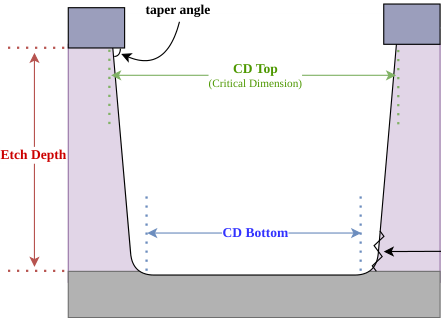 taper angle
CD Top
(Critical Dimension)
Etch Depth
CD Bottom